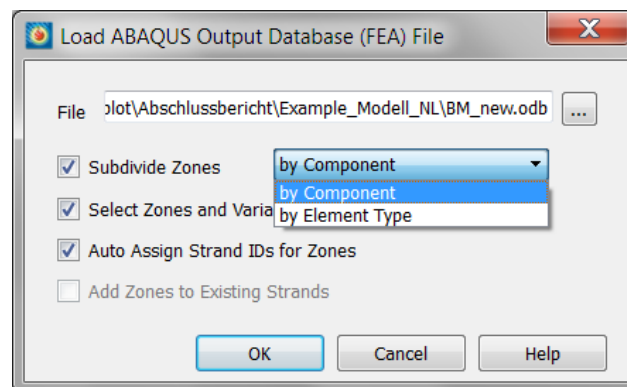 Load ABAQUS Output Database (FEA) File
File plot\Abschlussbericht\Example_Modell_NL\BM_new.odb ...
Subdivide Zones by Component
by Component
Select Zones and Varia by Element Type
Auto Assign Strand IDs for Zones
Add Zones to Existing Strands
OK Cancel Help